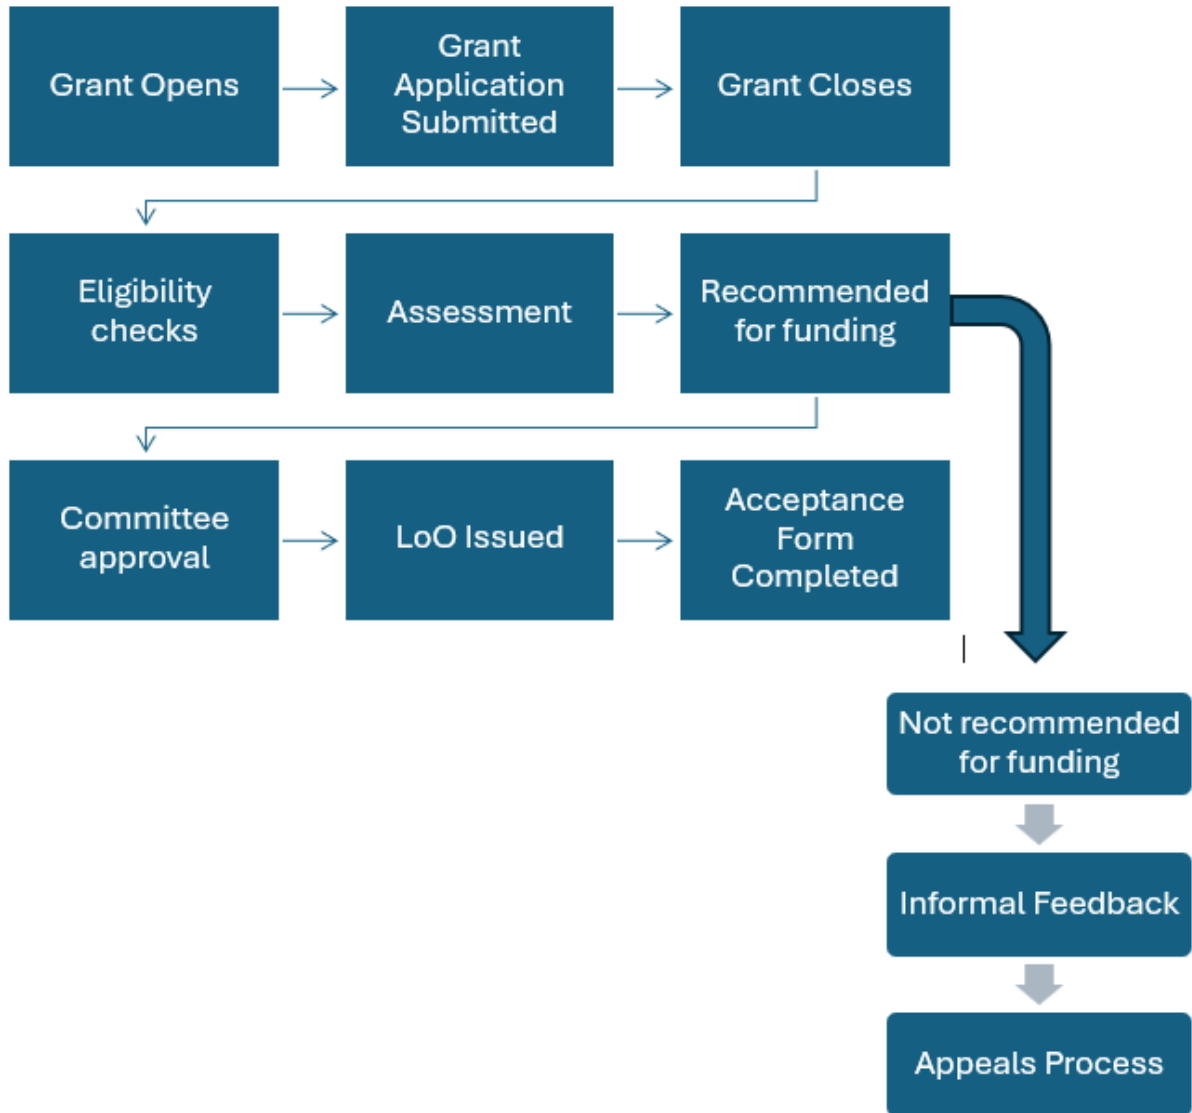 Grant Opens
Grant
Application
Submitted
Grant Closes
Eligibility
checks
Assessment
Recommended
for funding
Committee
approval
LoO Issued
Acceptance
Form
Completed
Not recommended
for funding
Informal Feedback
Appeals Process